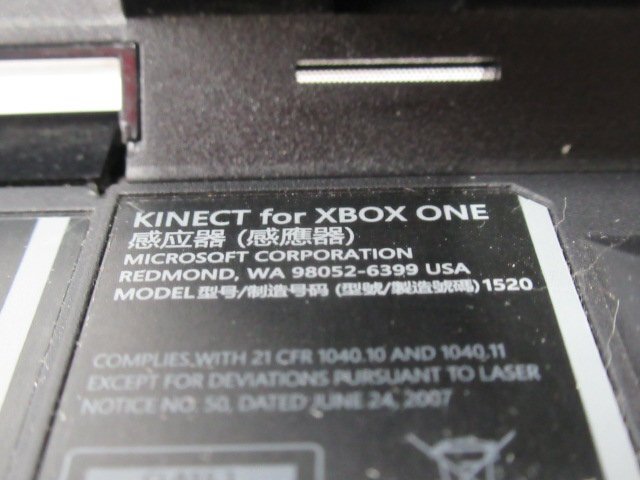 KINECT for XBOX ONE
感应器 (感應器)
MICROSOFT CORPORATION
REDMOND, WA 98052-6399 USA
MODEL 型号/制造号码 (型號/製造號碼) 1520
COMPLIES WITH 21 CFR 1040.10 AND 1040.11
EXCEPT FOR DEVIATIONS PURSUANT TO LASER
NOTICE NO. 50, DATED JUNE 24, 2007